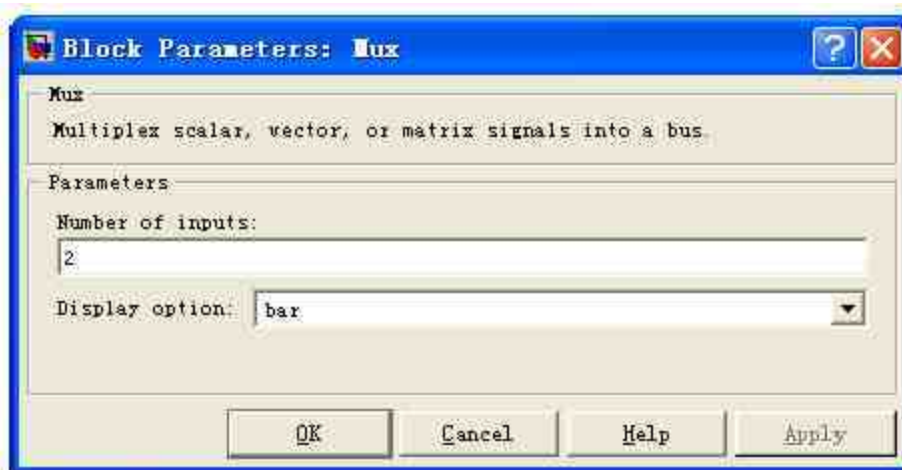 Block Parameters: Mux
Mux
Multiplex scalar, vector, or matrix signals into a bus.
Parameters
Number of inputs:
2
Display option: bar
OK Cancel Help Apply